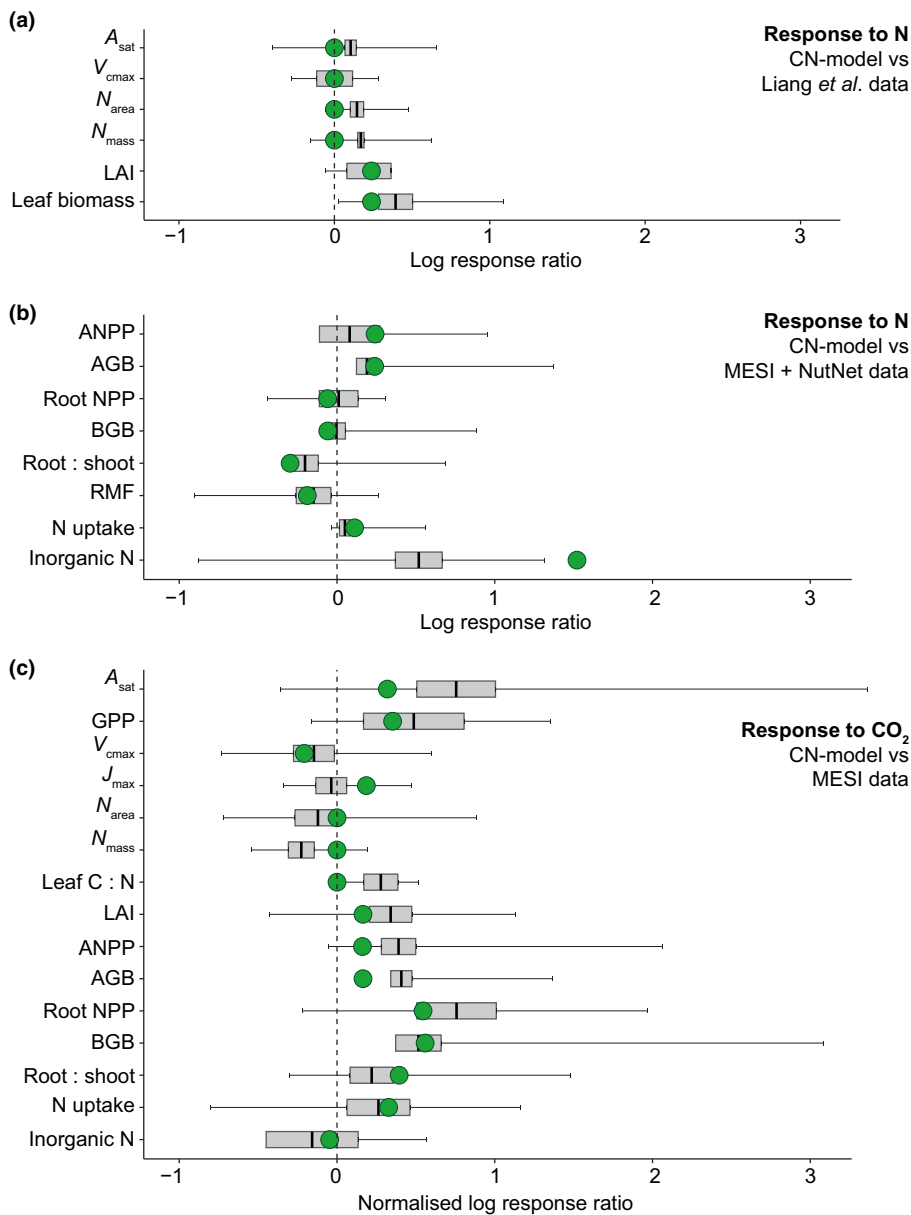 (a)
Response to N
CN-model vs
Liang et al. data
Asat
Vcmax
Narea
Nmass
LAI
Leaf biomass
−1 0 1 2 3
Log response ratio
(b)
Response to N
CN-model vs
MESI + NutNet data
ANPP
AGB
Root NPP
BGB
Root : shoot
RMF
N uptake
Inorganic N
−1 0 1 2 3
Log response ratio
(c)
Response to CO2
CN-model vs
MESI data
Asat
GPP
Vcmax
Jmax
Narea
Nmass
Leaf C : N
LAI
ANPP
AGB
Root NPP
BGB
Root : shoot
N uptake
Inorganic N
−1 0 1 2 3
Normalised log response ratio